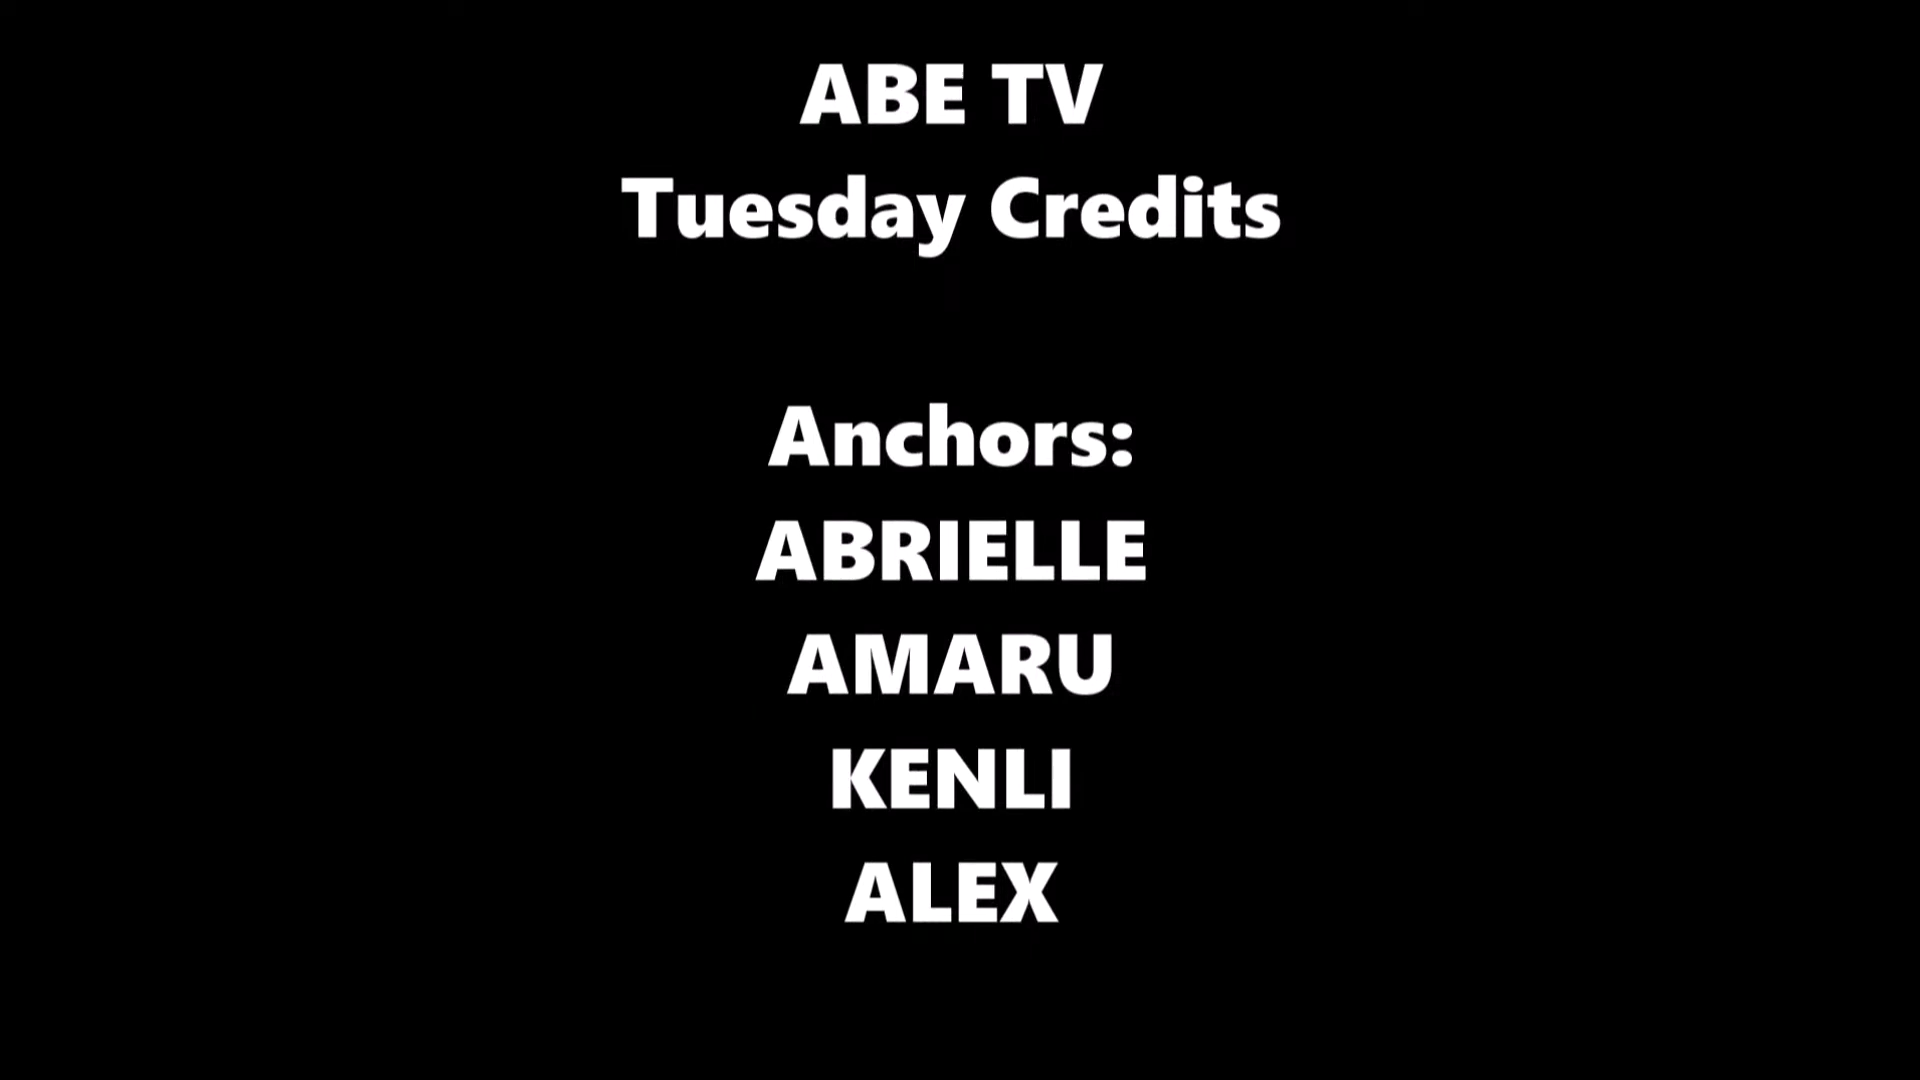 ABE TV
Tuesday Credits
Anchors:
ABRIELLE
AMARU
KENLI
ALEX